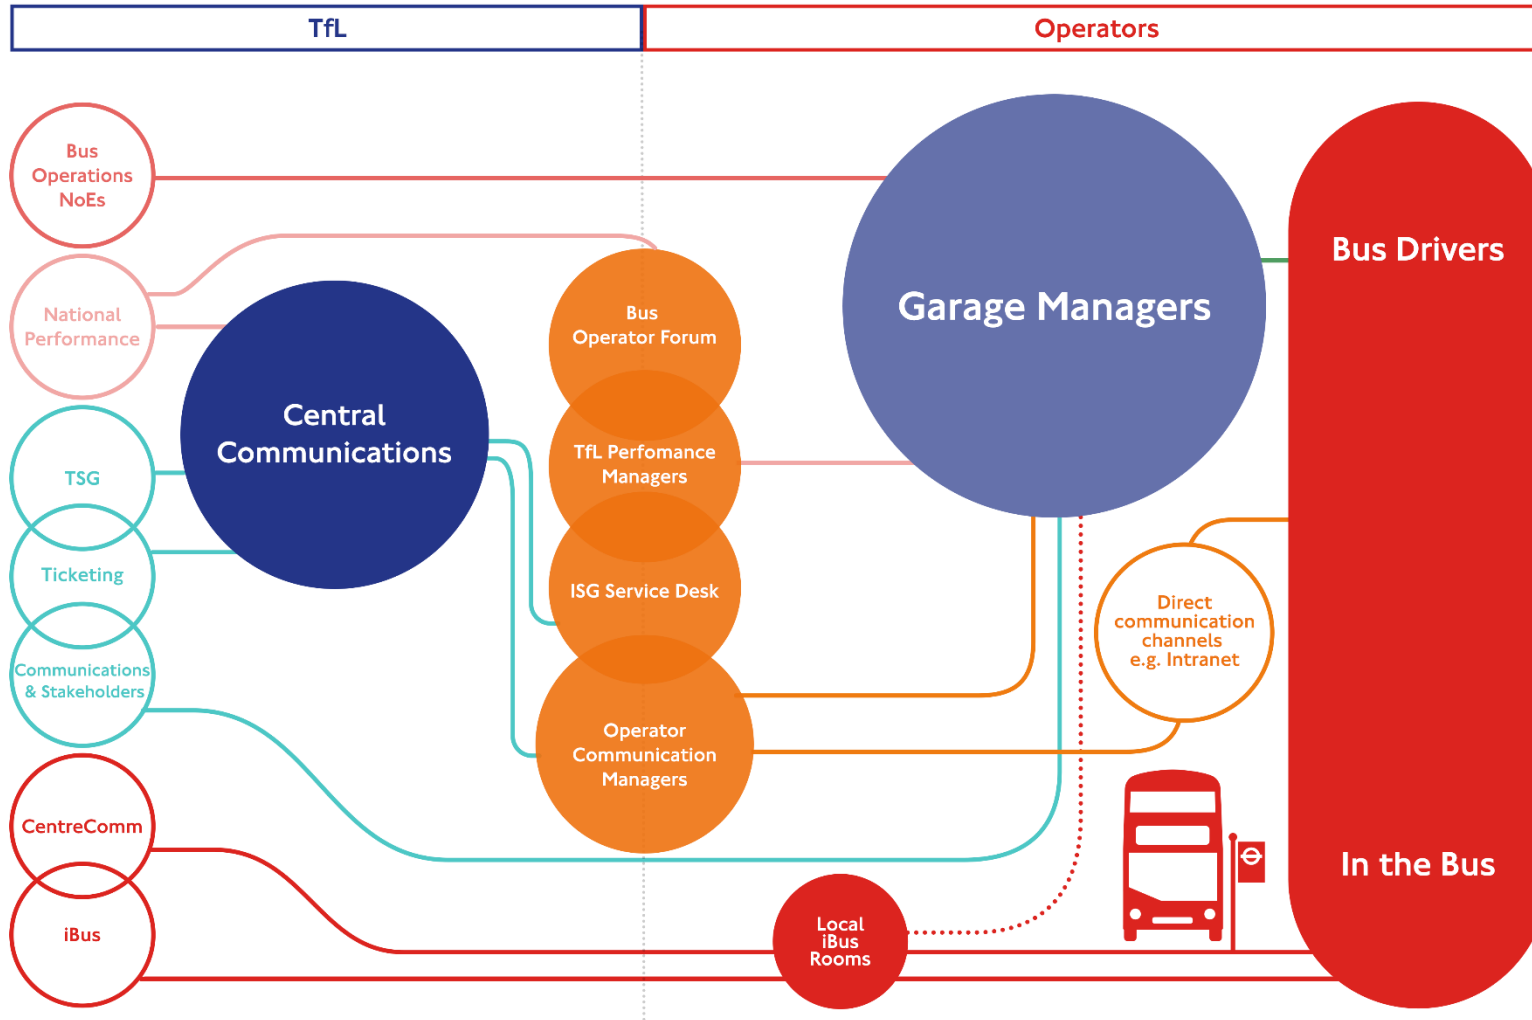 TfL
Operators
Bus
Operations
NoEs
National
Performance
TSG
Ticketing
Communications
& Stakeholders
CentreComm
iBus
Central
Communications
Bus
Operator Forum
TfL Perfomance
Managers
ISG Service Desk
Operator
Communication
Managers
Garage Managers
Direct
communication
channels
e.g. Intranet
Local
iBus
Rooms
Bus Drivers
In the Bus